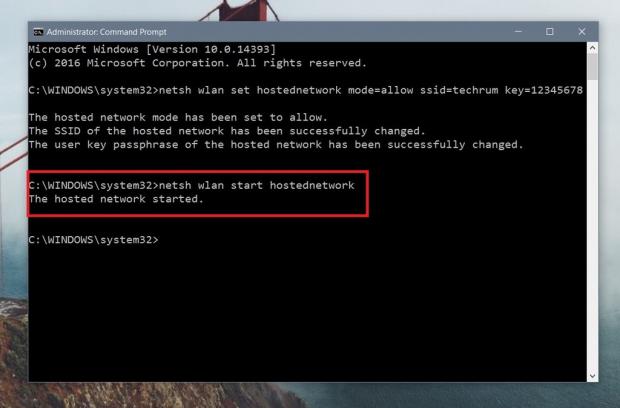 Administrator: Command Prompt
Microsoft Windows [Version 10.0.14393]
(c) 2016 Microsoft Corporation. All rights reserved.
C:\WINDOWS\system32>netsh wlan set hostednetwork mode=allow ssid=techrum key=12345678
The hosted network mode has been set to allow.
The SSID of the hosted network has been successfully changed.
The user key passphrase of the hosted network has been successfully changed.
C:\WINDOWS\system32>netsh wlan start hostednetwork
The hosted network started.
C:\WINDOWS\system32>